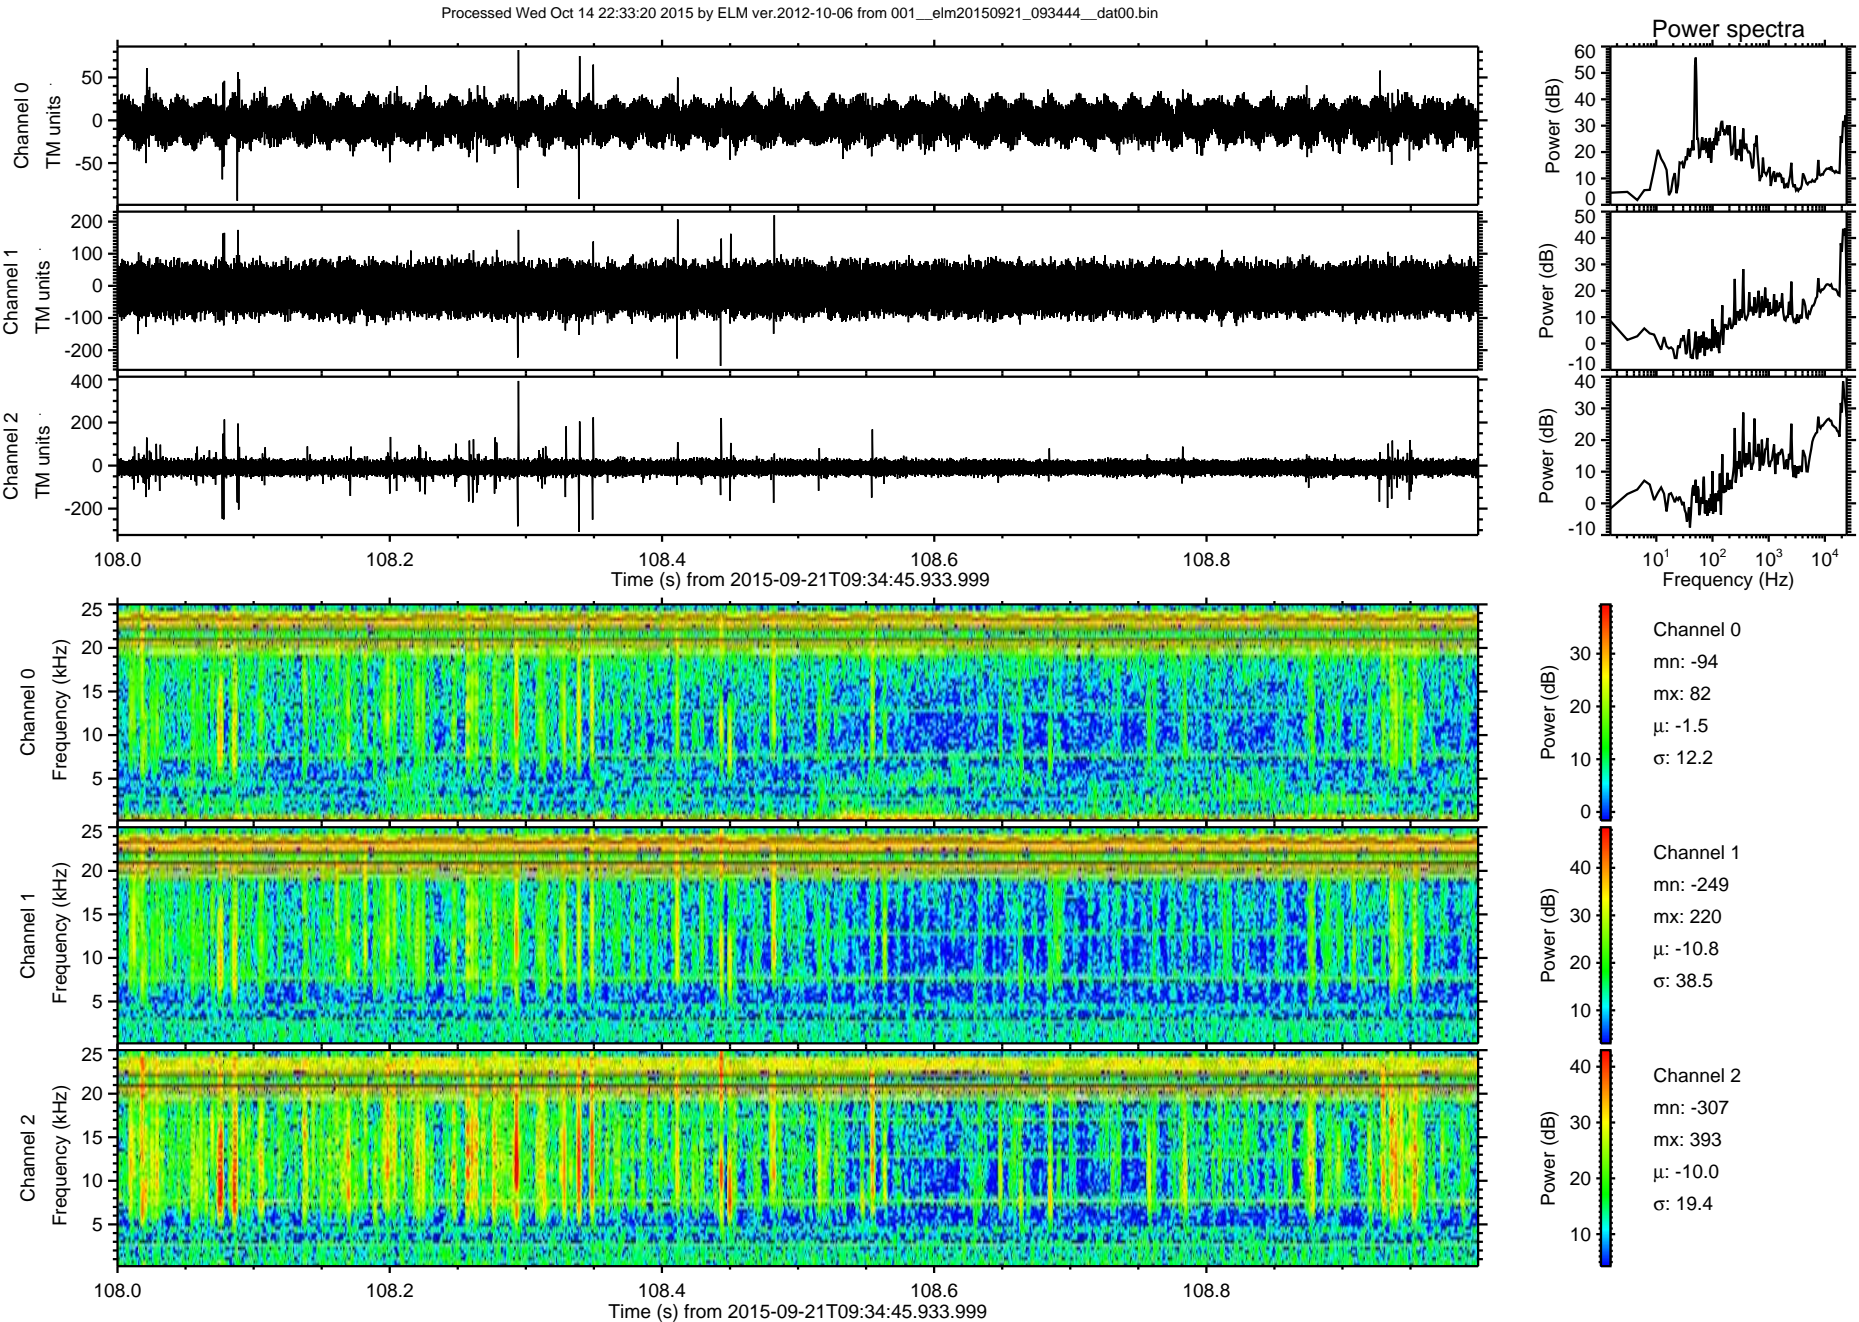 Processed Wed Oct 14 22:33:20 2015 by ELM ver.2012-10-06 from 001__elm20150921_093444__dat00.bin
Power spectra
Channel 0
TM units
50
0
-50
Power (dB)
60
50
40
30
20
10
0
Channel 1
TM units
200
100
0
-100
-200
Power (dB)
50
40
30
20
10
0
-10
Channel 2
TM units
400
200
0
-200
Power (dB)
40
30
20
10
0
-10
108.0 108.2 108.4 108.6 108.8
Time (s) from 2015-09-21T09:34:45.933.999
10^1 10^2 10^3 10^4
Frequency (Hz)
Channel 0
Frequency (kHz)
25
20
15
10
5
Power (dB)
30
20
10
0
Channel 0
mn: -94
mx: 82
μ: -1.5
σ: 12.2
Channel 1
Frequency (kHz)
25
20
15
10
5
Power (dB)
40
30
20
10
Channel 1
mn: -249
mx: 220
μ: -10.8
σ: 38.5
Channel 2
Frequency (kHz)
25
20
15
10
5
Power (dB)
40
30
20
10
Channel 2
mn: -307
mx: 393
μ: -10.0
σ: 19.4
108.0 108.2 108.4 108.6 108.8
Time (s) from 2015-09-21T09:34:45.933.999